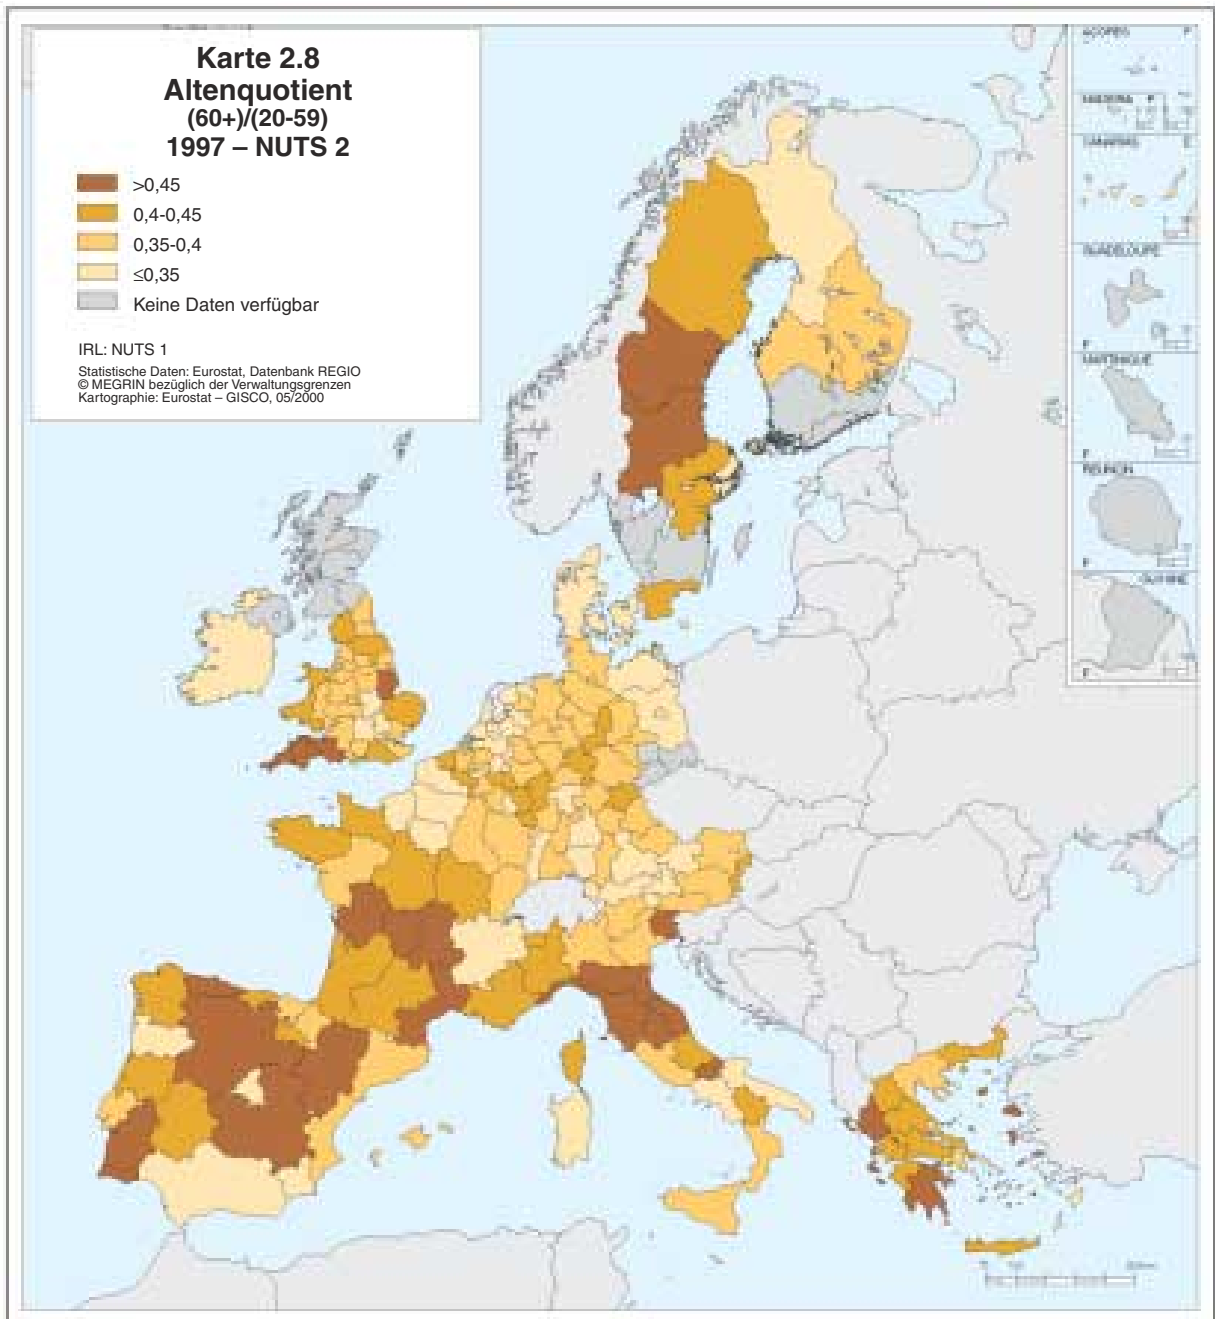 Karte 2.8
Altenquotient
(60+)/(20-59)
1997 – NUTS 2
>0,45
0,4-0,45
0,35-0,4
≤0,35
Keine Daten verfügbar
IRL: NUTS 1
Statistische Daten: Eurostat, Datenbank REGIO
© MEGRIN bezüglich der Verwaltungsgrenzen
Kartographie: Eurostat – GISCO, 05/2000
AÇORES P
MADEIRA P
CANARIAS E
GUADELOUPE
F
MARTINIQUE
F
REUNION
F
GUYANE
F